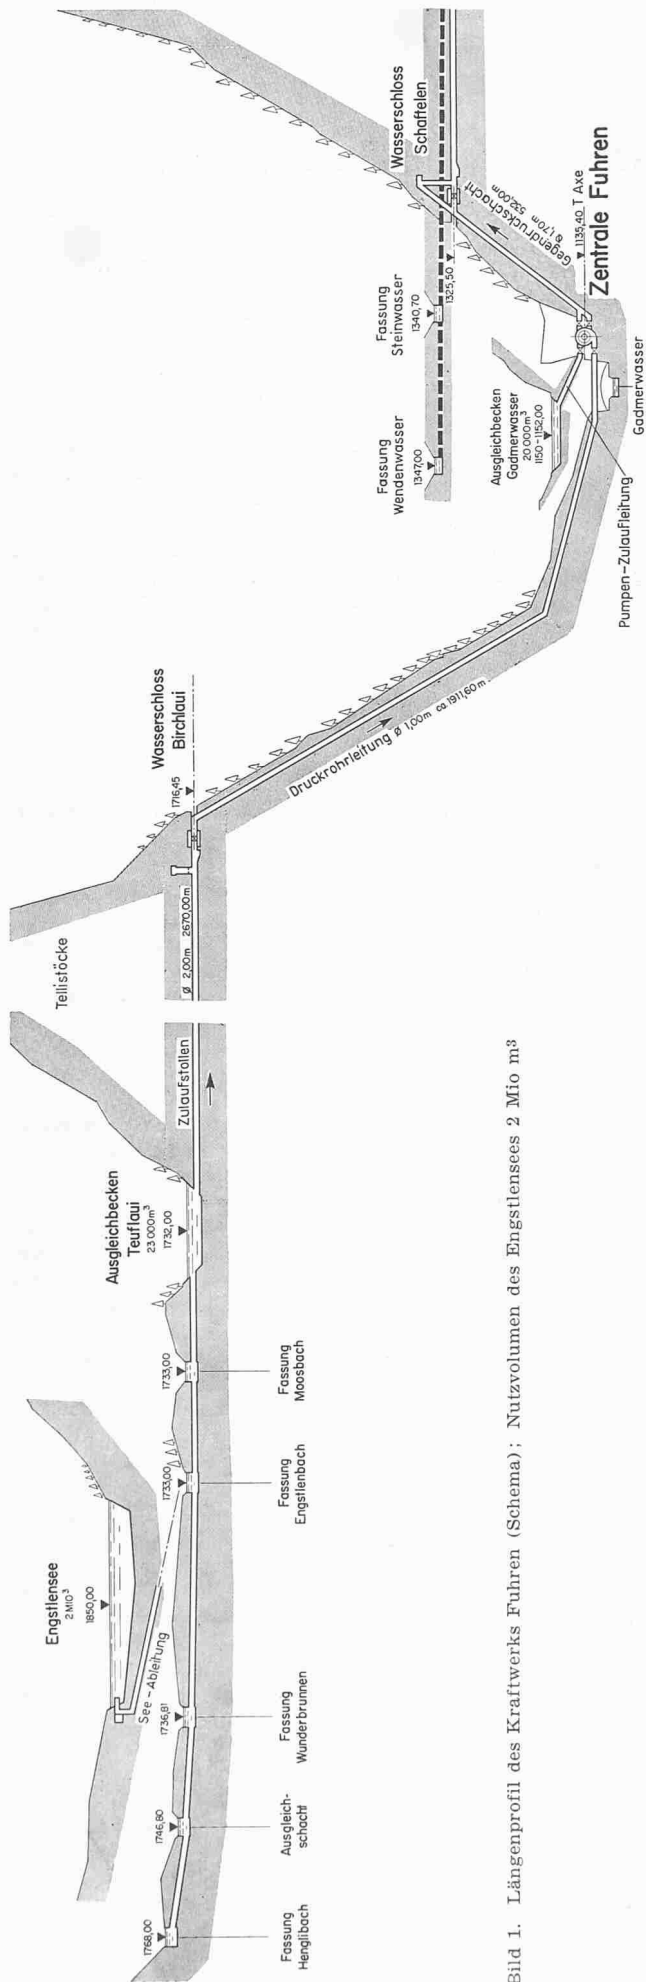 Engstlensee
2 MIO³
1850,00
See-Ableitung
1768,00
1746,80
1736,81
1733,00
1733,00
Fassung
Henglibach
Ausgleich-
schacht
Fassung
Wunderbrunnen
Fassung
Engstlenbach
Fassung
Moosbach
Ausgleichbecken
Teuflaui
23 000 m³
1732,00
Zulaufstollen
Tellistöcke
Ø 2,00m 2670,00m
Wasserschloss
Birchlaui
1716,45
Druckrohrleitung Ø 1,00m ca 1911,60m
Fassung
Wendenwasser
1347,00
Fassung
Steinwasser
1340,70
1325,50
Wasserschloss
Schaftelen
Gegendruckschacht
Ø 1,70m 532,00m
Ausgleichbecken
Gadmerwasser
20 000 m³
1150-1152,00
1135,40 T Axe
Zentrale Fuhren
Pumpen-Zulaufleitung
Gadmerwasser
Bild 1. Längenprofil des Kraftwerks Fuhren (Schema); Nutzvolumen des Engstlensees 2 Mio m³